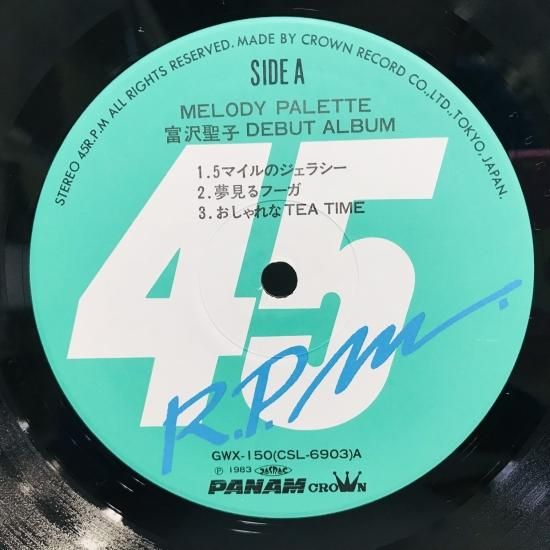 STEREO 45R.P.M ALL RIGHTS RESERVED. MADE BY CROWN RECORD CO.,LTD., TOKYO, JAPAN.
SIDE A
MELODY PALETTE
富沢聖子 DEBUT ALBUM
1.5マイルのジェラシー
2.夢見るフーガ
3.おしゃれなTEA TIME
45
R.P.M.
GWX-150(CSL-6903)A
Ⓟ 1983 JASRAC
PANAM CROWN